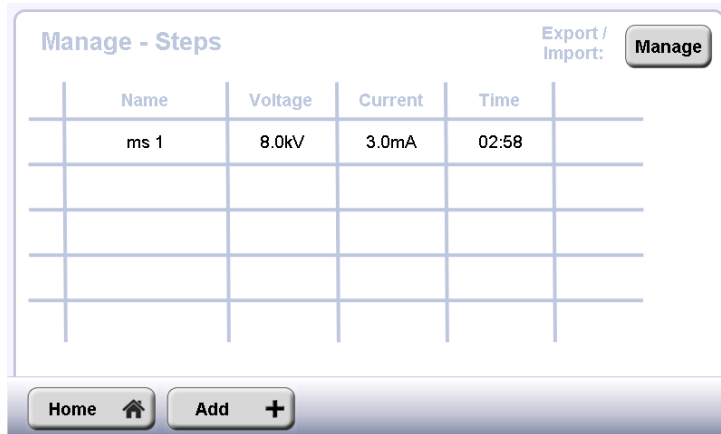 Manage - Steps
Export /
Import:
Manage
Name Voltage Current Time
ms 1 8.0kV 3.0mA 02:58
Home Add